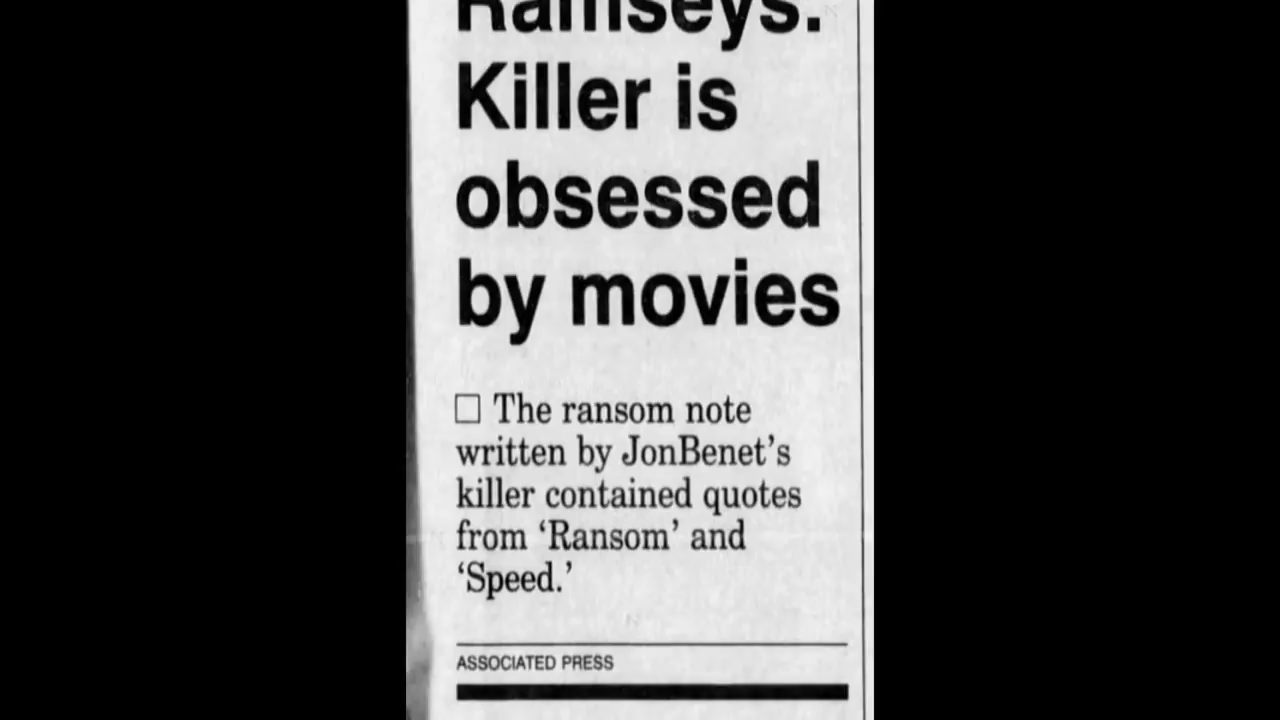 Ramseys:
Killer is
obsessed
by movies
☐ The ransom note
written by JonBenet’s
killer contained quotes
from ‘Ransom’ and
‘Speed.’
ASSOCIATED PRESS